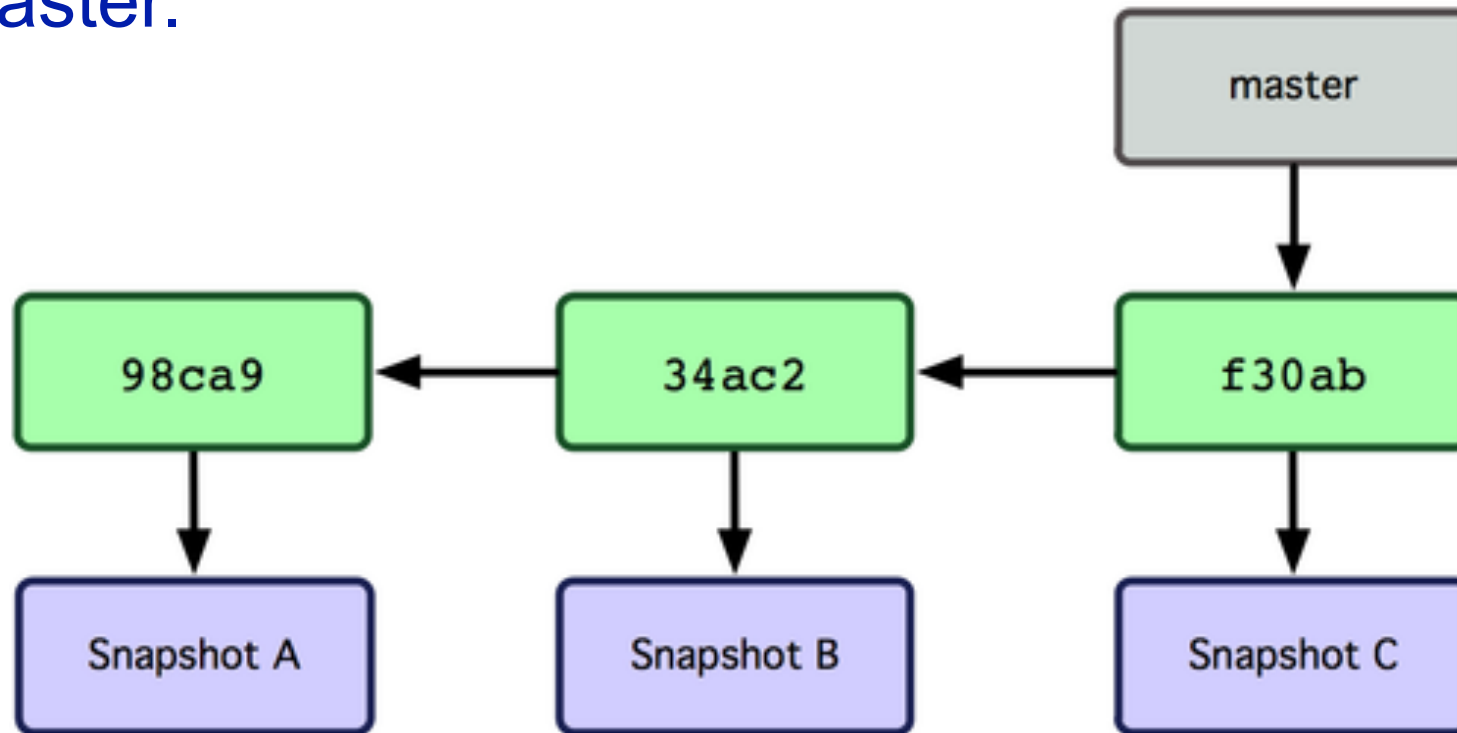 aster.
master
98ca9
34ac2
f30ab
Snapshot A
Snapshot B
Snapshot C